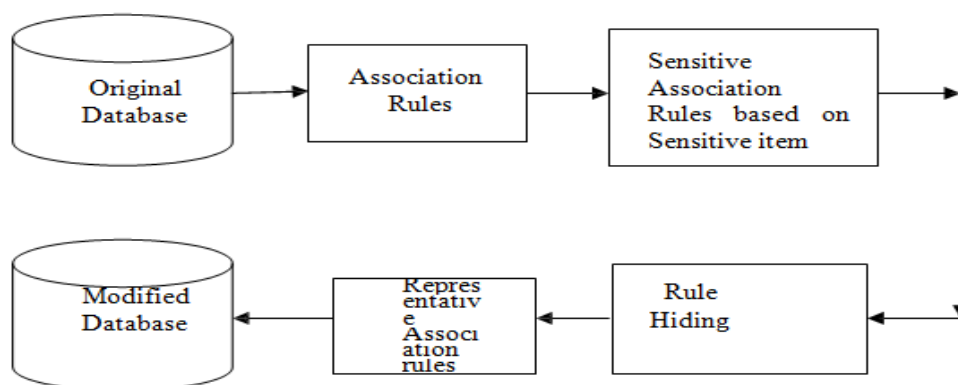 Original
Database
Association
Rules
Sensitive
Association
Rules based on
Sensitive item
Modified
Database
Repres
entativ
e
Associ
ation
rules
Rule
Hiding